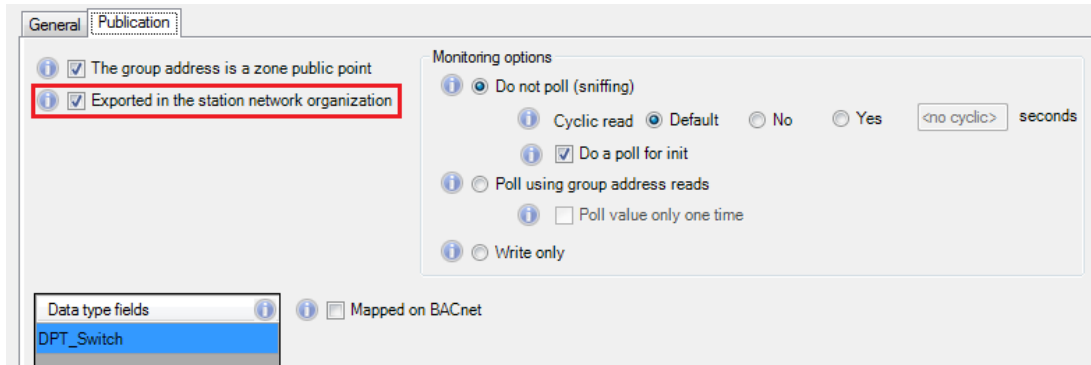 General
Publication
The group address is a zone public point
Exported in the station network organization
Monitoring options
Do not poll (sniffing)
Cyclic read Default No Yes <no cyclic> seconds
Do a poll for init
Poll using group address reads
Poll value only one time
Write only
Data type fields
DPT_Switch
Mapped on BACnet